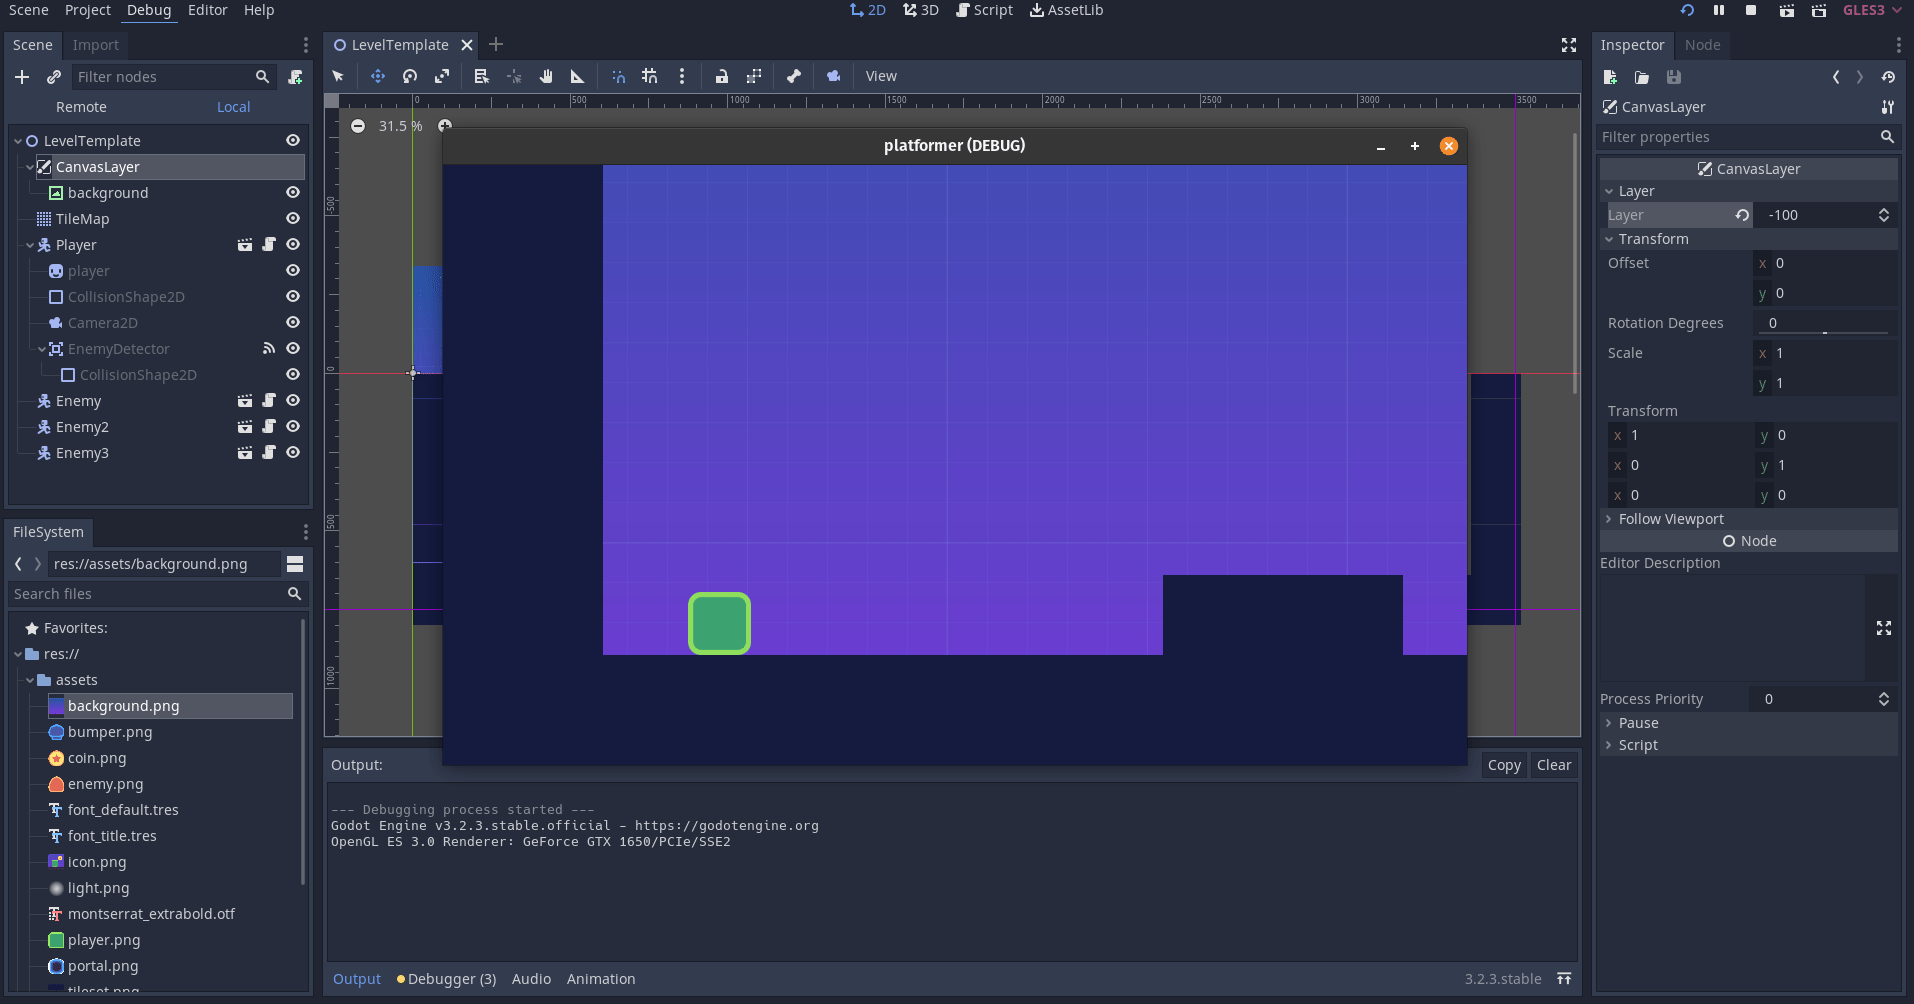 Scene Project Debug Editor Help 2D 3D Script AssetLib GLES3
Scene Import
Filter nodes
Remote Local
LevelTemplate
CanvasLayer
background
TileMap
Player
player
CollisionShape2D
Camera2D
EnemyDetector
CollisionShape2D
Enemy
Enemy2
Enemy3
FileSystem
res://assets/background.png
Search files
Favorites:
res://
assets
background.png
bumper.png
coin.png
enemy.png
font_default.tres
font_title.tres
icon.png
light.png
montserrat_extrabold.otf
player.png
portal.png
tileset.png
LevelTemplate
View
0 500 1000 1500 2000 2500 3000 3500
-500
0
500
1000
31.5 %
platformer (DEBUG)
Output:
Copy Clear
--- Debugging process started ---
Godot Engine v3.2.3.stable.official - https://godotengine.org
OpenGL ES 3.0 Renderer: GeForce GTX 1650/PCIe/SSE2
Output Debugger (3) Audio Animation 3.2.3.stable
Inspector Node
CanvasLayer
Filter properties
CanvasLayer
Layer
Layer -100
Transform
Offset x 0
y 0
Rotation Degrees 0
Scale x 1
y 1
Transform
x 1 y 0
x 0 y 1
x 0 y 0
Follow Viewport
Node
Editor Description
Process Priority 0
Pause
Script